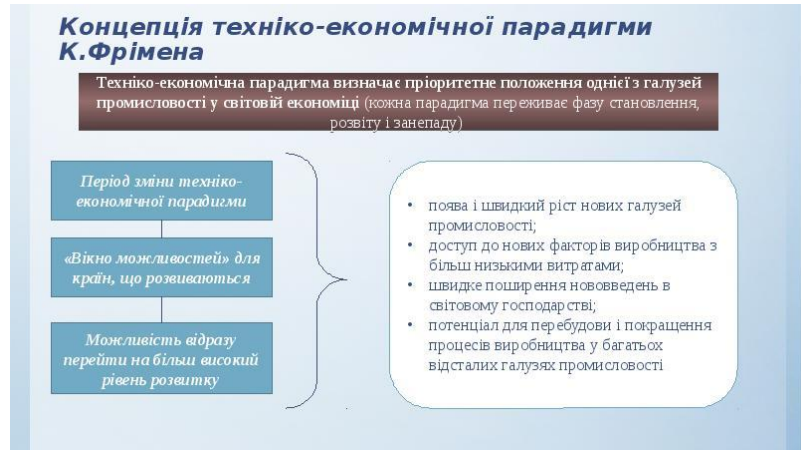 Концепція техніко-економічної парадигми
К.Фрімена
Техніко-економічна парадигма визначає пріоритетне положення однієї з галузей
промисловості у світовій економіці (кожна парадигма переживає фазу становлення,
розвіту і занепаду)
Період зміни техніко-
економічної парадигми
«Вікно можливостей» для
країн, що розвиваються
Можливість відразу
перейти на більш високий
рівень розвитку
• поява і швидкий ріст нових галузей
промисловості;
• доступ до нових факторів виробництва з
більш низькими витратами;
• швидке поширення нововведень в
світовому господарстві;
• потенціал для перебудови і покращення
процесів виробництва у багатьох
відсталих галузях промисловості